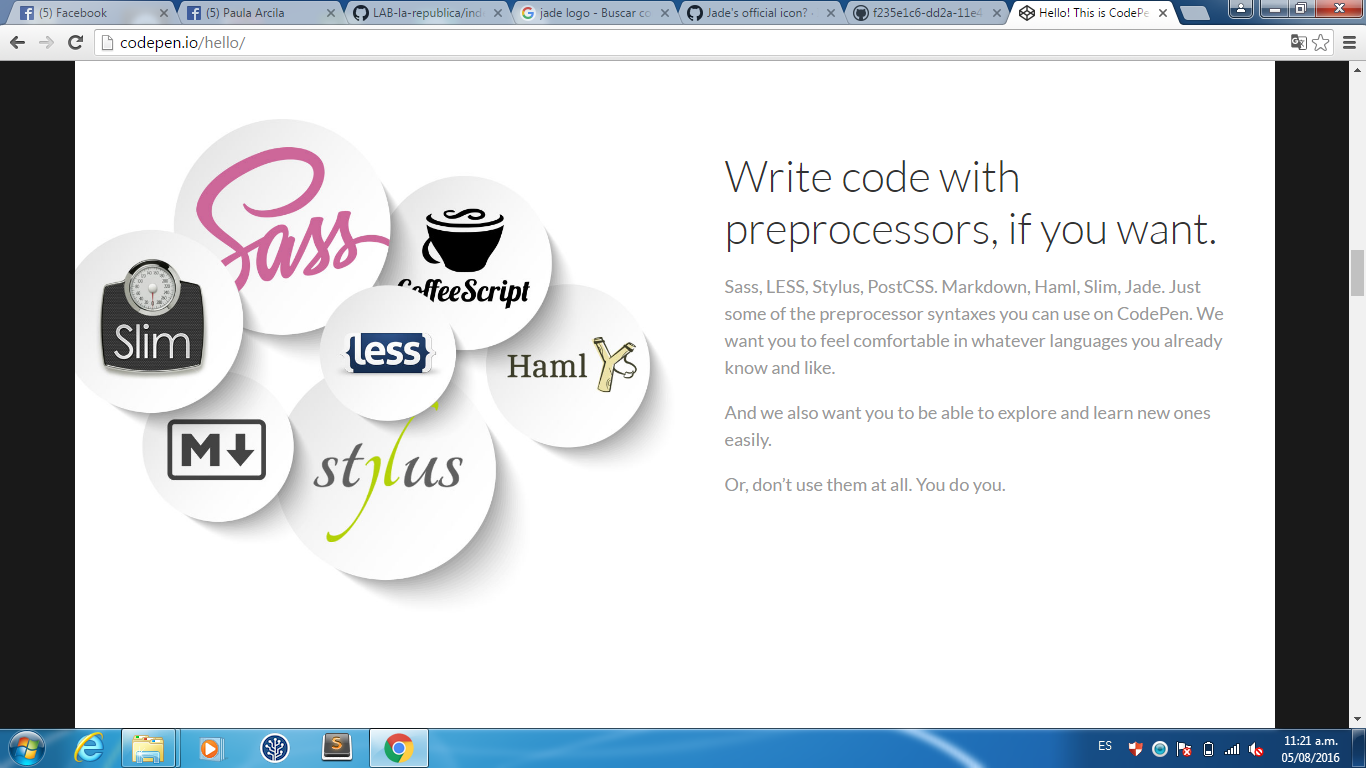 (5) Facebook
(5) Paula Arcila
LAB-la-republica/ind
jade logo - Buscar co
Jade's official icon?
f235e1c6-dd2a-11e4
Hello! This is CodePe
codepen.io/hello/
Sass
CoffeeScript
Slim
less
Haml
M
stylus
Write code with
preprocessors, if you want.
Sass, LESS, Stylus, PostCSS. Markdown, Haml, Slim, Jade. Just
some of the preprocessor syntaxes you can use on CodePen. We
want you to feel comfortable in whatever languages you already
know and like.
And we also want you to be able to explore and learn new ones
easily.
Or, don’t use them at all. You do you.
ES
11:21 a.m.
05/08/2016